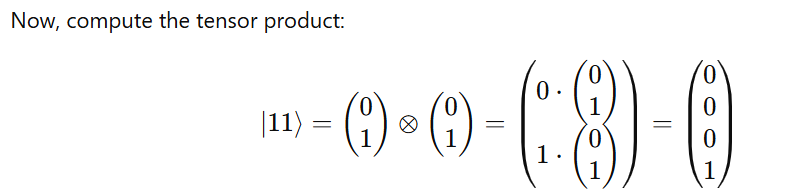 Now, compute the tensor product:
|11⟩ = (0 1) ⊗ (0 1) = (0 · (0 1) 1 · (0 1)) = (0 0 0 1)